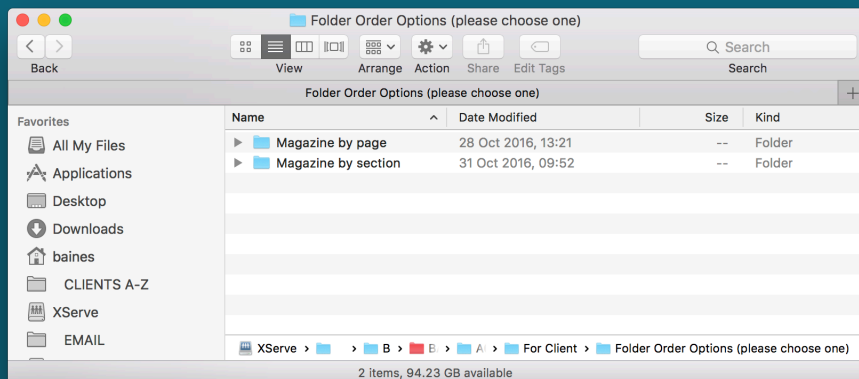 Folder Order Options (please choose one)
Search
Back View Arrange Action Share Edit Tags Search
Folder Order Options (please choose one)
Favorites
All My Files
Applications
Desktop
Downloads
baines
CLIENTS A-Z
XServe
EMAIL
Name Date Modified Size Kind
Magazine by page 28 Oct 2016, 13:21 -- Folder
Magazine by section 31 Oct 2016, 09:52 -- Folder
XServe › › B › B › A › For Client › Folder Order Options (please choose one)
2 items, 94.23 GB available